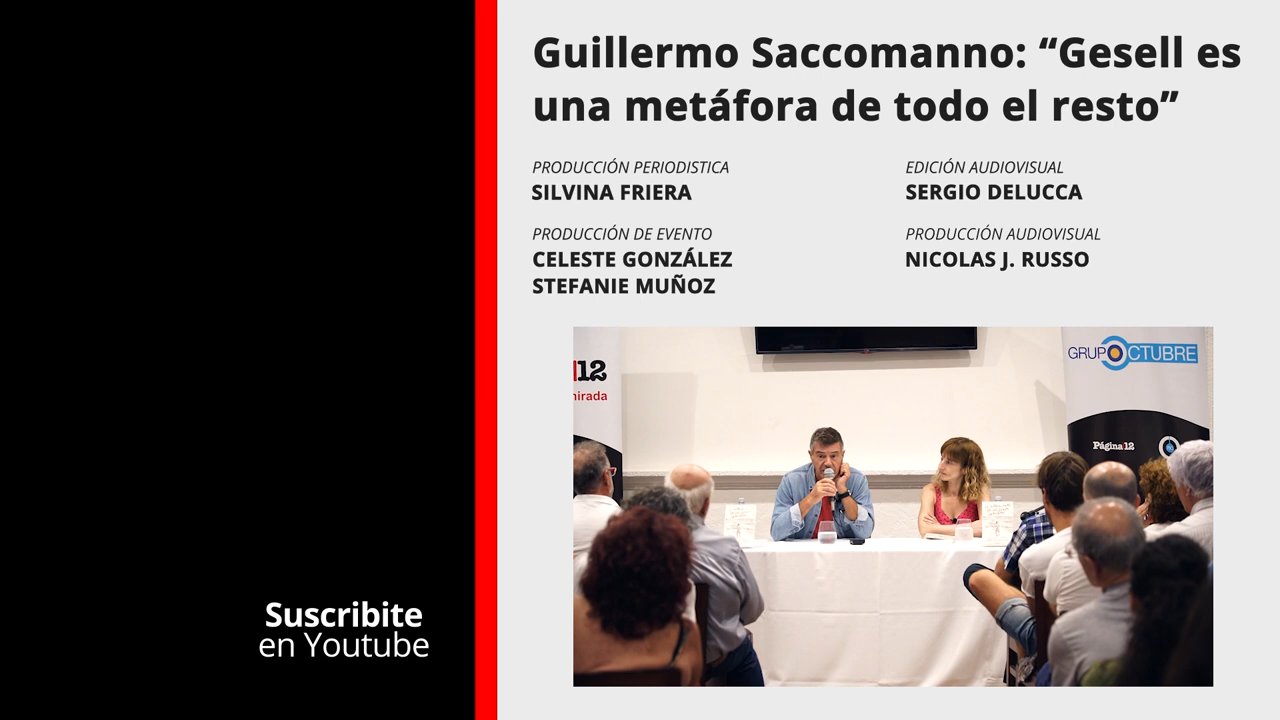 Guillermo Saccomanno: “Gesell es
una metáfora de todo el resto”
PRODUCCIÓN PERIODISTICA
SILVINA FRIERA
PRODUCCIÓN DE EVENTO
CELESTE GONZÁLEZ
STEFANIE MUÑOZ
EDICIÓN AUDIOVISUAL
SERGIO DELUCCA
PRODUCCIÓN AUDIOVISUAL
NICOLAS J. RUSSO
12
mirada
GRUPOCTUBRE
Página12
Suscribite
en Youtube